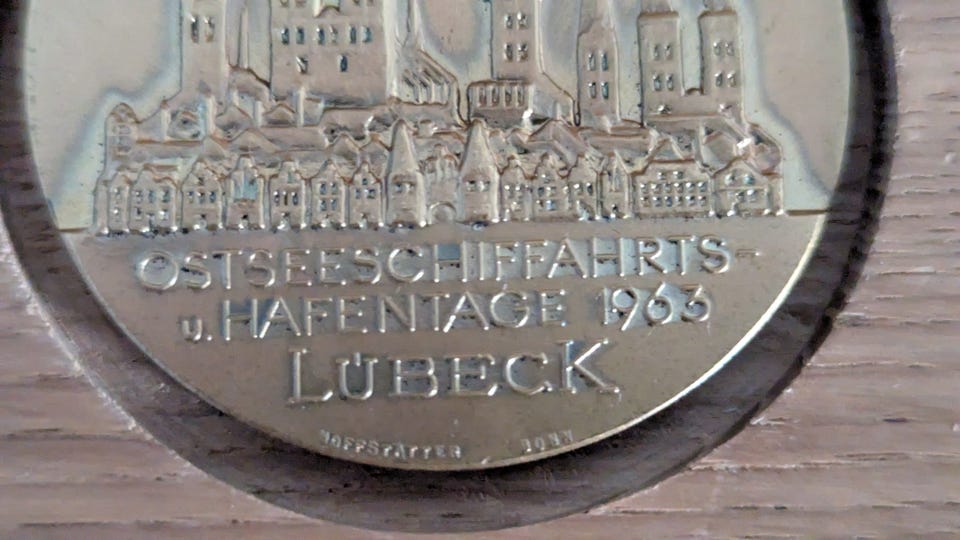 OSTSEESCHIFFAHRTS-
u. HAFENTAGE 1963
LÜBECK
HOFFSTÄTTER BONN